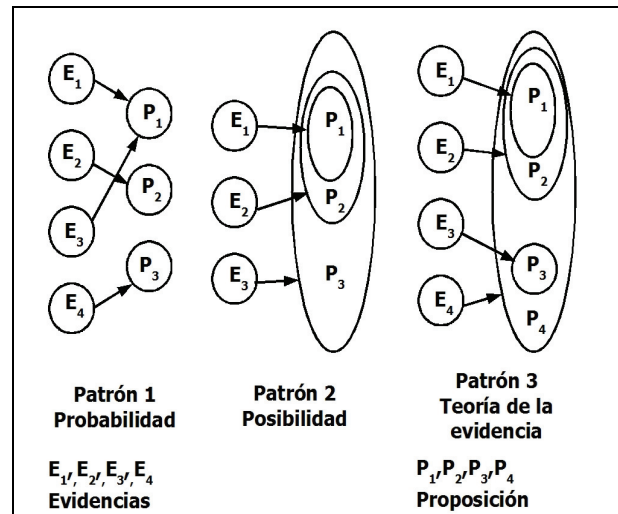 E1
E2
E3
E4
P1
P2
P3
E1
E2
E3
P1
P2
P3
E1
E2
E3
E4
P1
P2
P3
P4
Patrón 1
Probabilidad
Patrón 2
Posibilidad
Patrón 3
Teoría de la
evidencia
E1,,E2,,E3,,E4
Evidencias
P1,P2,P3,P4
Proposición